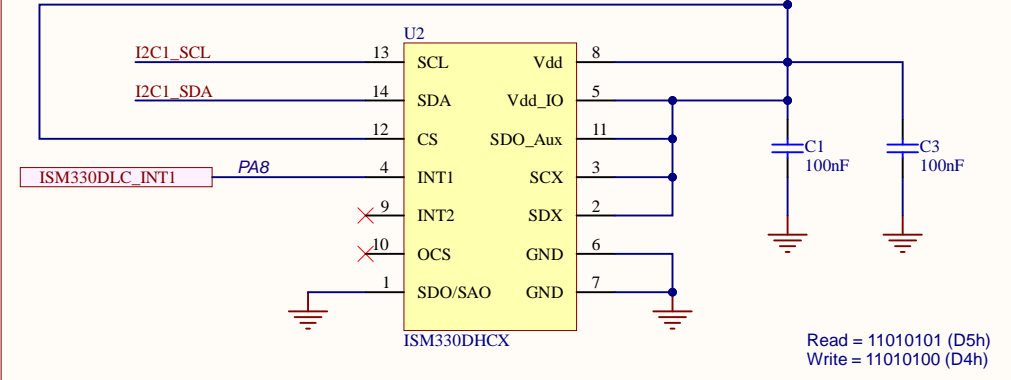 U2
I2C1_SCL 13 SCL Vdd 8
I2C1_SDA 14 SDA Vdd_IO 5
12 CS SDO_Aux 11
C1 C3
100nF 100nF
ISM330DLC_INT1 PA8 4 INT1 SCX 3
9 INT2 SDX 2
10 OCS GND 6
1 SDO/SAO GND 7
ISM330DHCX
Read = 11010101 (D5h)
Write = 11010100 (D4h)